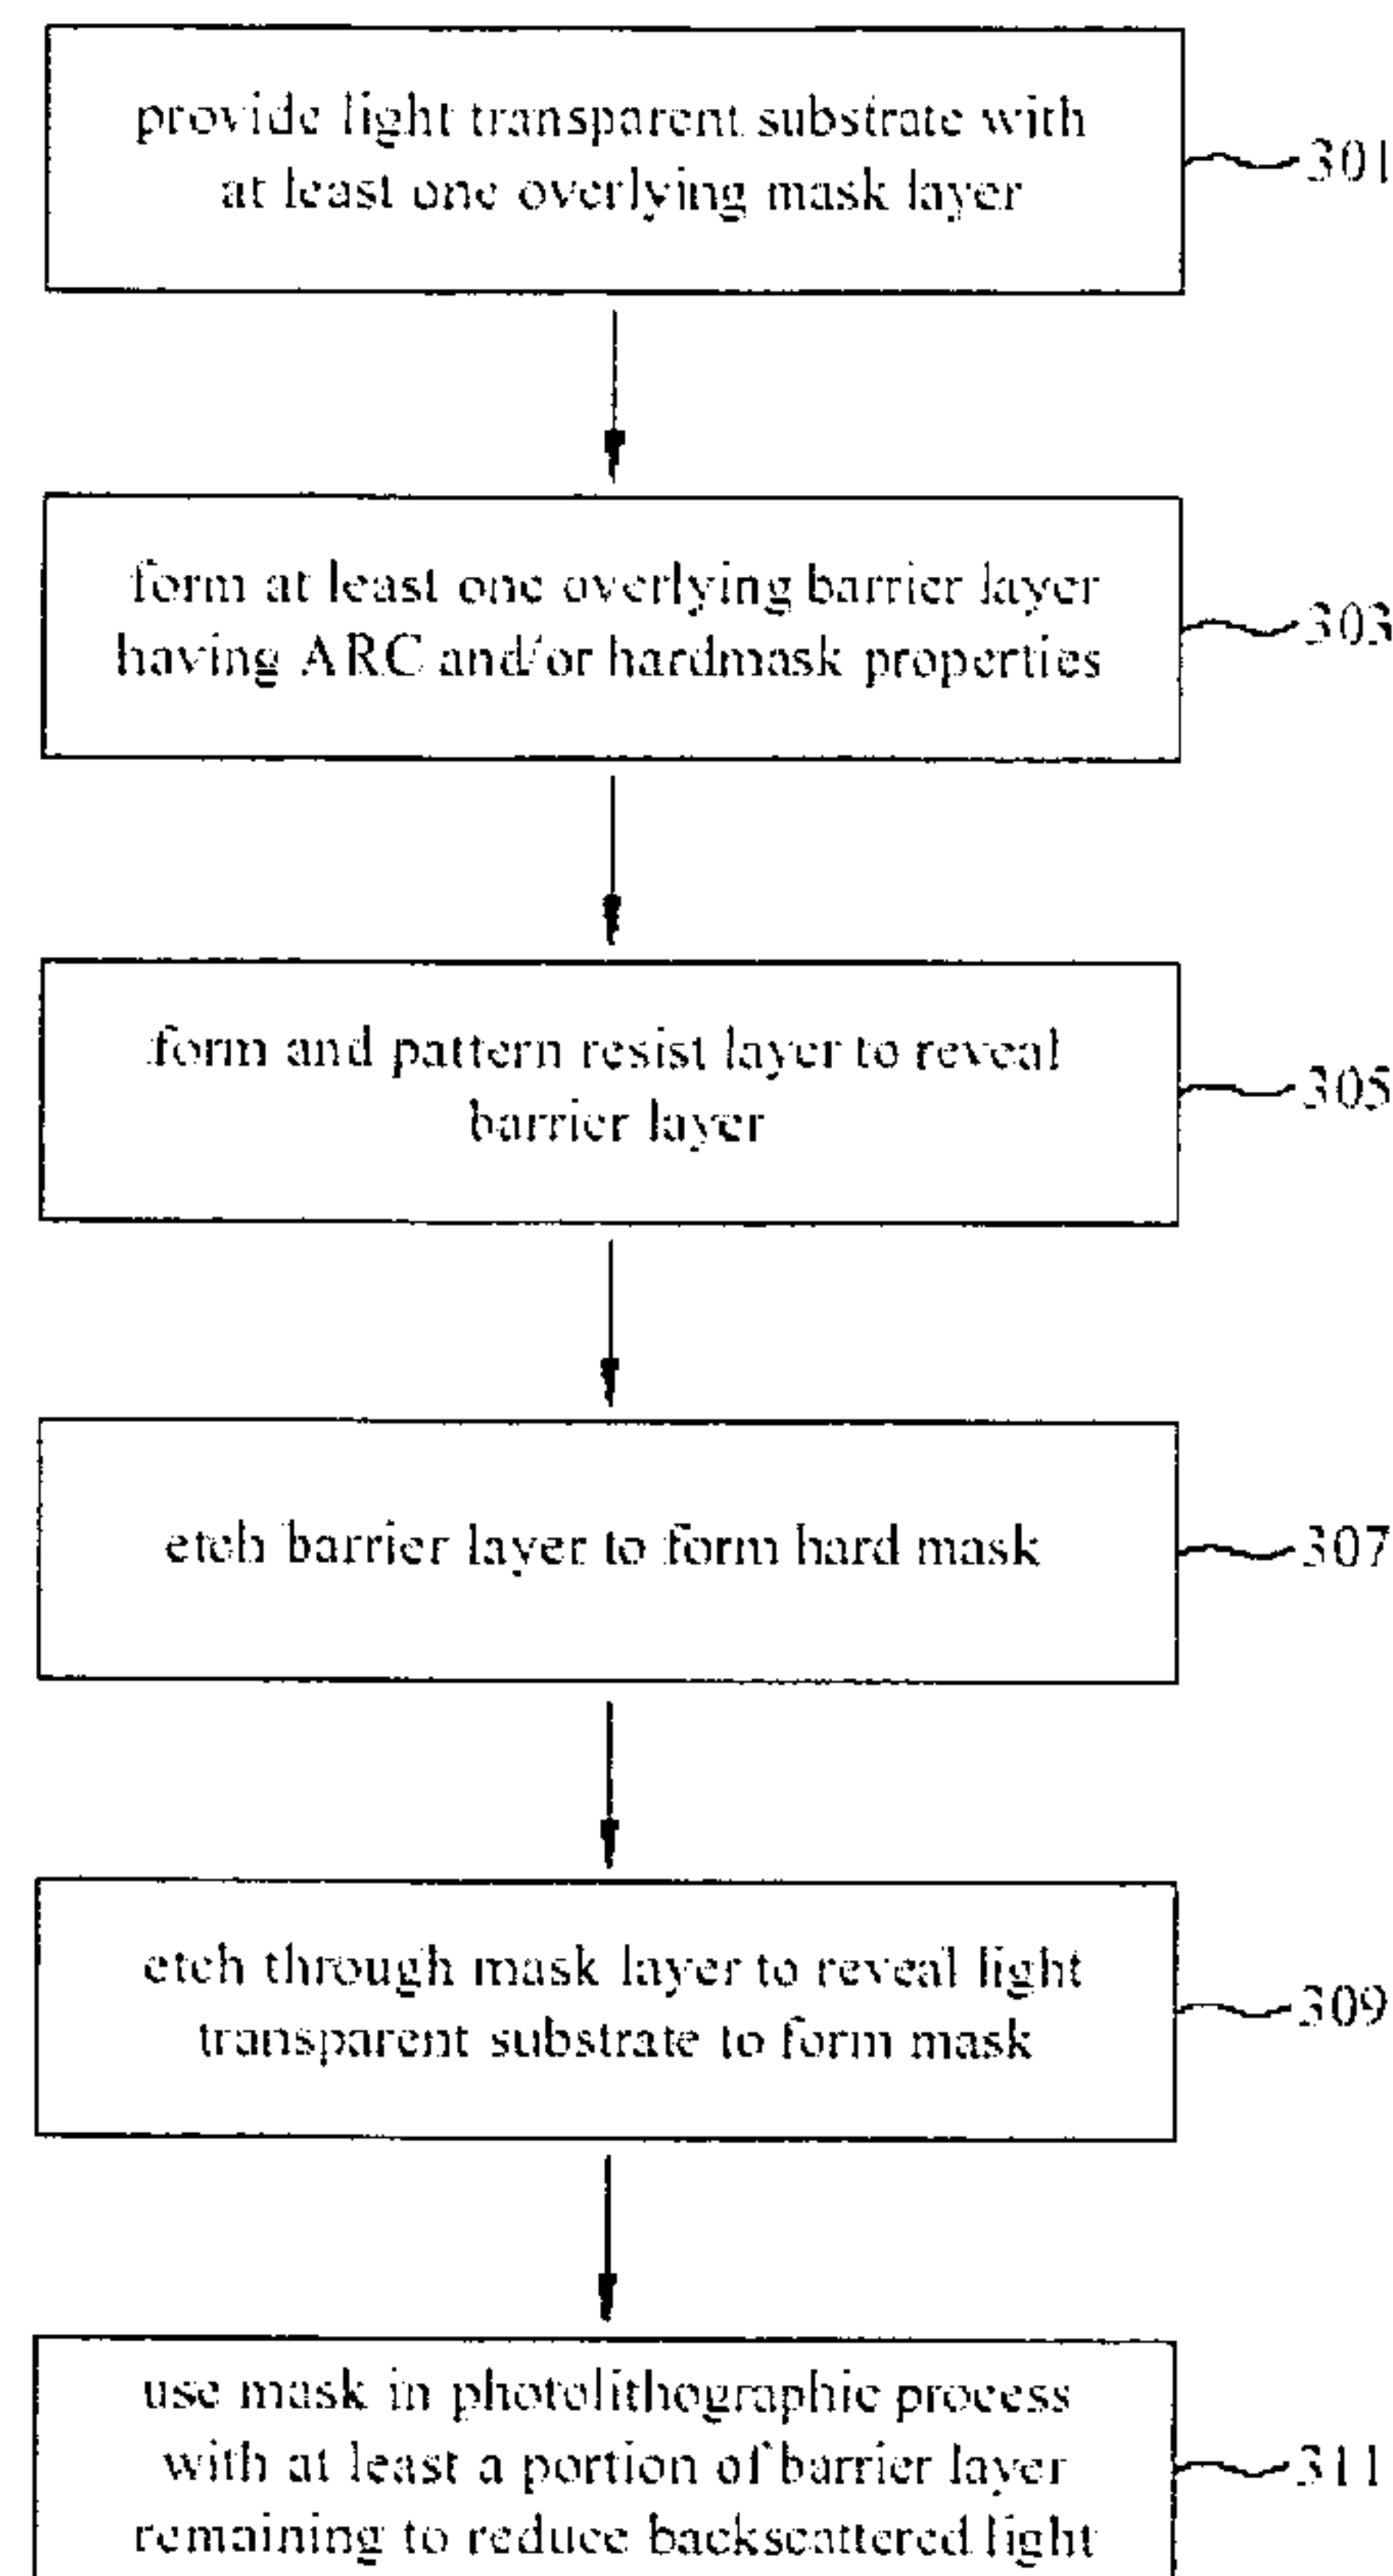 provide light transparent substrate with
at least one overlying mask layer
301
form at least one overlying barrier layer
having ARC and/or hardmask properties
303
form and pattern resist layer to reveal
barrier layer
305
etch barrier layer to form hard mask
307
etch through mask layer to reveal light
transparent substrate to form mask
309
use mask in photolithographic process
with at least a portion of barrier layer
remaining to reduce backscattered light
311